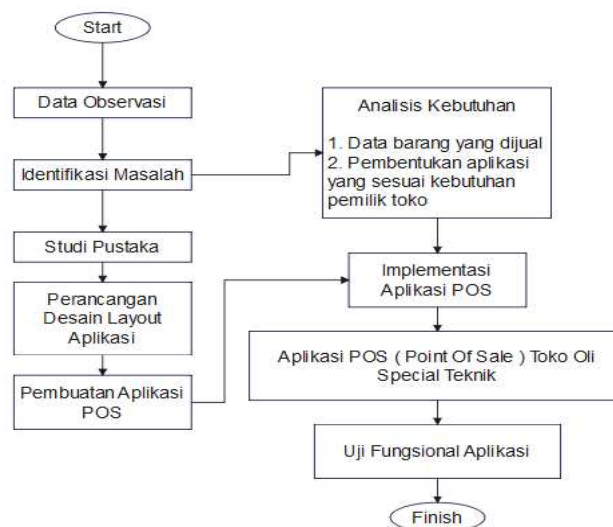 Start
Data Observasi
Identifikasi Masalah
Studi Pustaka
Perancangan
Desain Layout
Aplikasi
Pembuatan Aplikasi
POS
Analisis Kebutuhan
1. Data barang yang dijual
2. Pembentukan aplikasi
yang sesuai kebutuhan
pemilik toko
Implementasi
Aplikasi POS
Aplikasi POS ( Point Of Sale ) Toko Oli
Special Teknik
Uji Fungsional Aplikasi
Finish